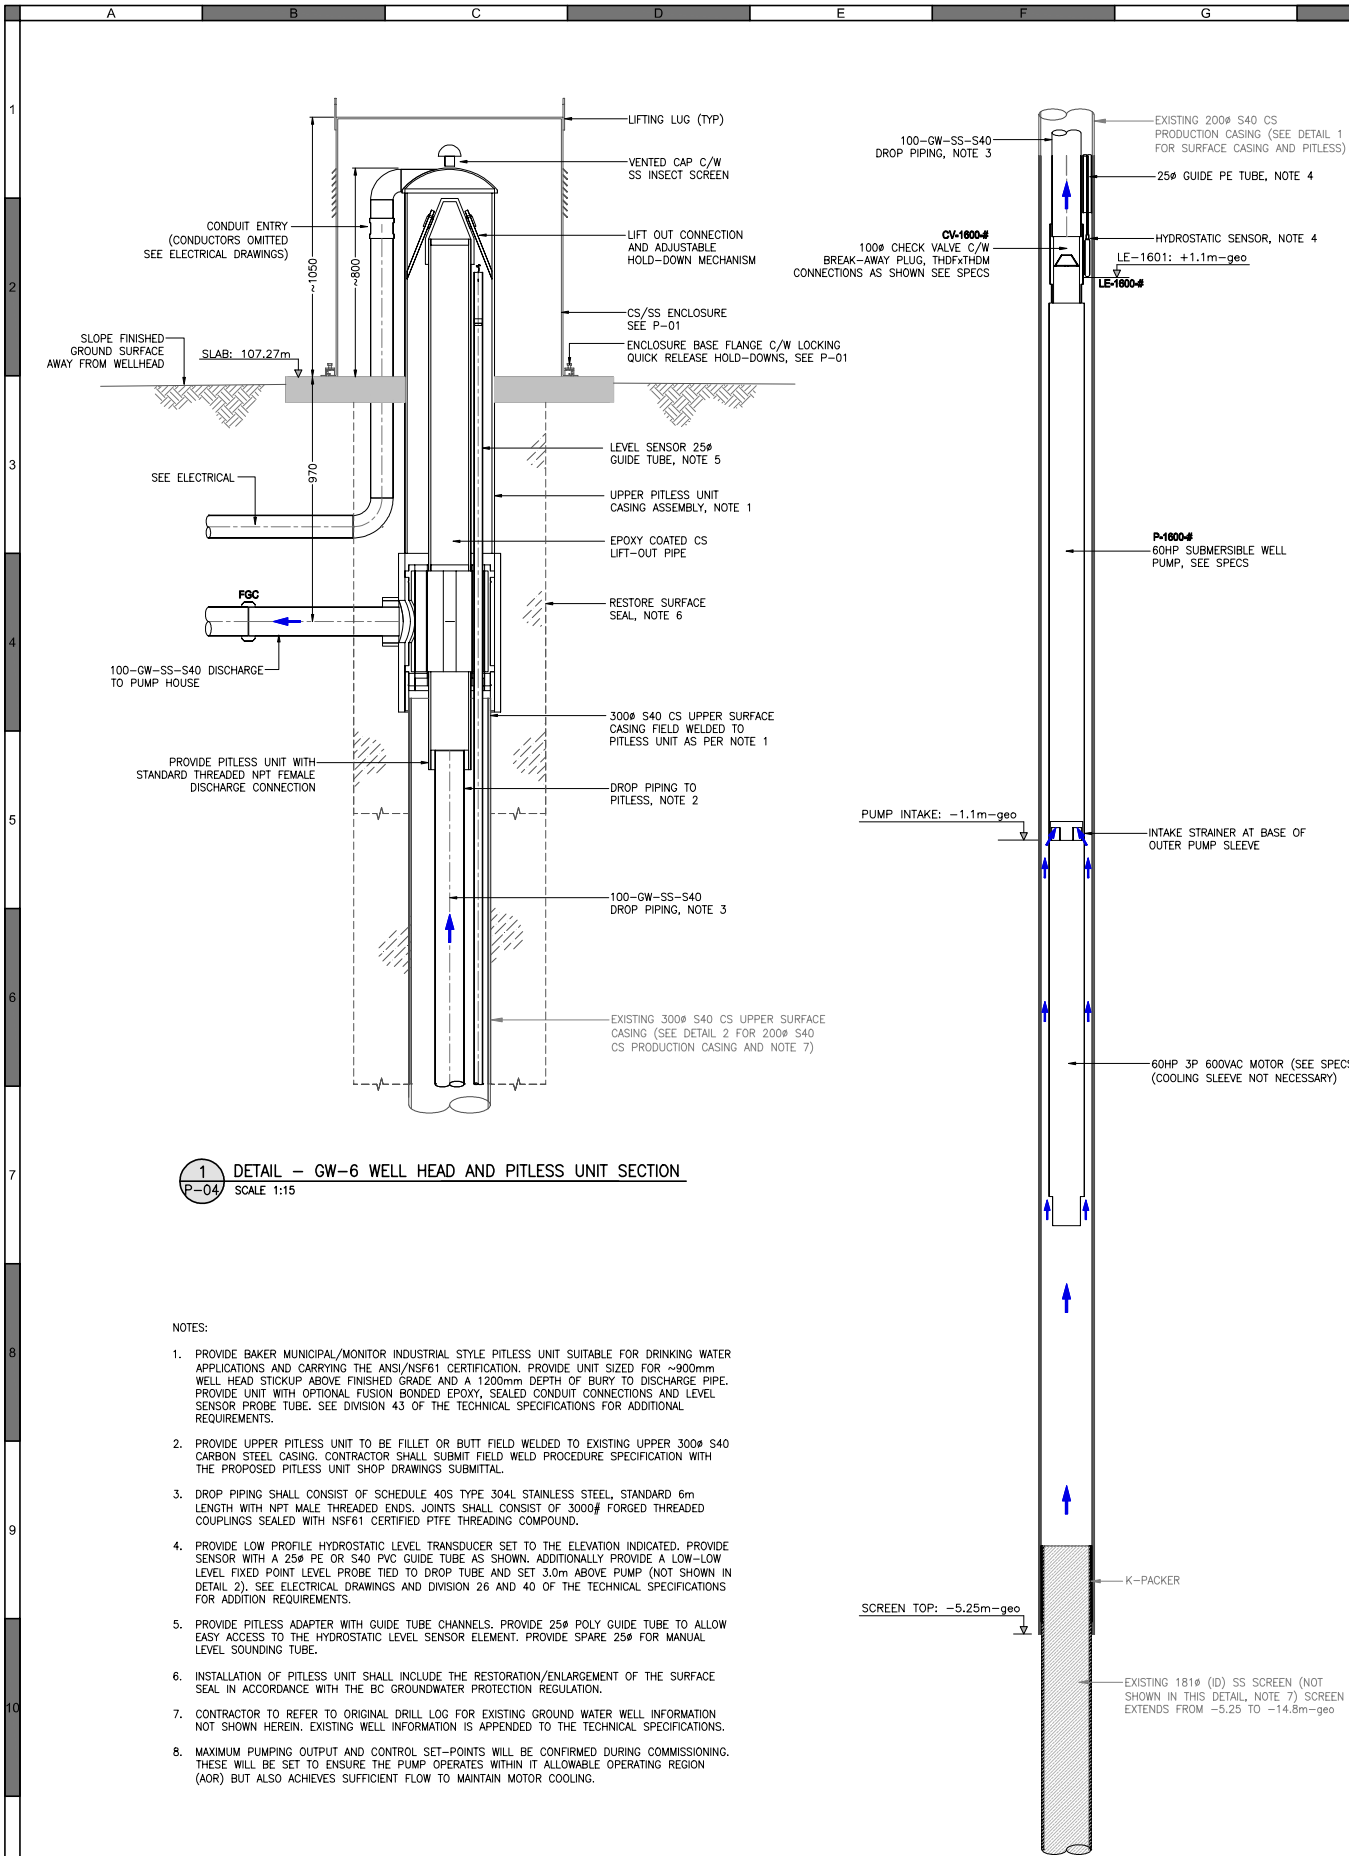 A B C D E F G
1
2
3
4
5
6
7
8
9
10
LIFTING LUG (TYP)
VENTED CAP C/W
SS INSECT SCREEN
CONDUIT ENTRY
(CONDUCTORS OMITTED
SEE ELECTRICAL DRAWINGS)
LIFT OUT CONNECTION
AND ADJUSTABLE
HOLD-DOWN MECHANISM
~1050
~800
CS/SS ENCLOSURE
SEE P-01
SLOPE FINISHED
GROUND SURFACE
AWAY FROM WELLHEAD
SLAB: 107.27m
ENCLOSURE BASE FLANGE C/W LOCKING
QUICK RELEASE HOLD-DOWNS, SEE P-01
970
LEVEL SENSOR 25ø
GUIDE TUBE, NOTE 5
SEE ELECTRICAL
UPPER PITLESS UNIT
CASING ASSEMBLY, NOTE 1
EPOXY COATED CS
LIFT-OUT PIPE
FGC
RESTORE SURFACE
SEAL, NOTE 6
100-GW-SS-S40 DISCHARGE
TO PUMP HOUSE
300ø S40 CS UPPER SURFACE
CASING FIELD WELDED TO
PITLESS UNIT AS PER NOTE 1
PROVIDE PITLESS UNIT WITH
STANDARD THREADED NPT FEMALE
DISCHARGE CONNECTION
DROP PIPING TO
PITLESS, NOTE 2
100-GW-SS-S40
DROP PIPING, NOTE 3
EXISTING 300ø S40 CS UPPER SURFACE
CASING (SEE DETAIL 2 FOR 200ø S40
CS PRODUCTION CASING AND NOTE 7)
1
P-04
DETAIL - GW-6 WELL HEAD AND PITLESS UNIT SECTION
SCALE 1:15
NOTES:
1. PROVIDE BAKER MUNICIPAL/MONITOR INDUSTRIAL STYLE PITLESS UNIT SUITABLE FOR DRINKING WATER
APPLICATIONS AND CARRYING THE ANSI/NSF61 CERTIFICATION. PROVIDE UNIT SIZED FOR ~900mm
WELL HEAD STICKUP ABOVE FINISHED GRADE AND A 1200mm DEPTH OF BURY TO DISCHARGE PIPE.
PROVIDE UNIT WITH OPTIONAL FUSION BONDED EPOXY, SEALED CONDUIT CONNECTIONS AND LEVEL
SENSOR PROBE TUBE. SEE DIVISION 43 OF THE TECHNICAL SPECIFICATIONS FOR ADDITIONAL
REQUIREMENTS.
2. PROVIDE UPPER PITLESS UNIT TO BE FILLET OR BUTT FIELD WELDED TO EXISTING UPPER 300ø S40
CARBON STEEL CASING. CONTRACTOR SHALL SUBMIT FIELD WELD PROCEDURE SPECIFICATION WITH
THE PROPOSED PITLESS UNIT SHOP DRAWINGS SUBMITTAL.
3. DROP PIPING SHALL CONSIST OF SCHEDULE 40S TYPE 304L STAINLESS STEEL, STANDARD 6m
LENGTH WITH NPT MALE THREADED ENDS. JOINTS SHALL CONSIST OF 3000# FORGED THREADED
COUPLINGS SEALED WITH NSF61 CERTIFIED PTFE THREADING COMPOUND.
4. PROVIDE LOW PROFILE HYDROSTATIC LEVEL TRANSDUCER SET TO THE ELEVATION INDICATED. PROVIDE
SENSOR WITH A 25ø PE OR S40 PVC GUIDE TUBE AS SHOWN. ADDITIONALLY PROVIDE A LOW-LOW
LEVEL FIXED POINT LEVEL PROBE TIED TO DROP TUBE AND SET 3.0m ABOVE PUMP (NOT SHOWN IN
DETAIL 2). SEE ELECTRICAL DRAWINGS AND DIVISION 26 AND 40 OF THE TECHNICAL SPECIFICATIONS
FOR ADDITION REQUIREMENTS.
5. PROVIDE PITLESS ADAPTER WITH GUIDE TUBE CHANNELS. PROVIDE 25ø POLY GUIDE TUBE TO ALLOW
EASY ACCESS TO THE HYDROSTATIC LEVEL SENSOR ELEMENT. PROVIDE SPARE 25ø FOR MANUAL
LEVEL SOUNDING TUBE.
6. INSTALLATION OF PITLESS UNIT SHALL INCLUDE THE RESTORATION/ENLARGEMENT OF THE SURFACE
SEAL IN ACCORDANCE WITH THE BC GROUNDWATER PROTECTION REGULATION.
7. CONTRACTOR TO REFER TO ORIGINAL DRILL LOG FOR EXISTING GROUND WATER WELL INFORMATION
NOT SHOWN HEREIN. EXISTING WELL INFORMATION IS APPENDED TO THE TECHNICAL SPECIFICATIONS.
8. MAXIMUM PUMPING OUTPUT AND CONTROL SET-POINTS WILL BE CONFIRMED DURING COMMISSIONING.
THESE WILL BE SET TO ENSURE THE PUMP OPERATES WITHIN IT ALLOWABLE OPERATING REGION
(AOR) BUT ALSO ACHIEVES SUFFICIENT FLOW TO MAINTAIN MOTOR COOLING.
100-GW-SS-S40
DROP PIPING, NOTE 3
EXISTING 200ø S40 CS
PRODUCTION CASING (SEE DETAIL 1
FOR SURFACE CASING AND PITLESS)
25ø GUIDE PE TUBE, NOTE 4
CV-1600-#
100ø CHECK VALVE C/W
BREAK-AWAY PLUG, THDFxTHDM
CONNECTIONS AS SHOWN SEE SPECS
HYDROSTATIC SENSOR, NOTE 4
LE-1601: +1.1m-geo
LE-1600-#
P-1600-#
60HP SUBMERSIBLE WELL
PUMP, SEE SPECS
PUMP INTAKE: -1.1m-geo
INTAKE STRAINER AT BASE OF
OUTER PUMP SLEEVE
60HP 3P 600VAC MOTOR (SEE SPECS
(COOLING SLEEVE NOT NECESSARY)
K-PACKER
SCREEN TOP: -5.25m-geo
EXISTING 181ø (ID) SS SCREEN (NOT
SHOWN IN THIS DETAIL, NOTE 7) SCREEN
EXTENDS FROM -5.25 TO -14.8m-geo